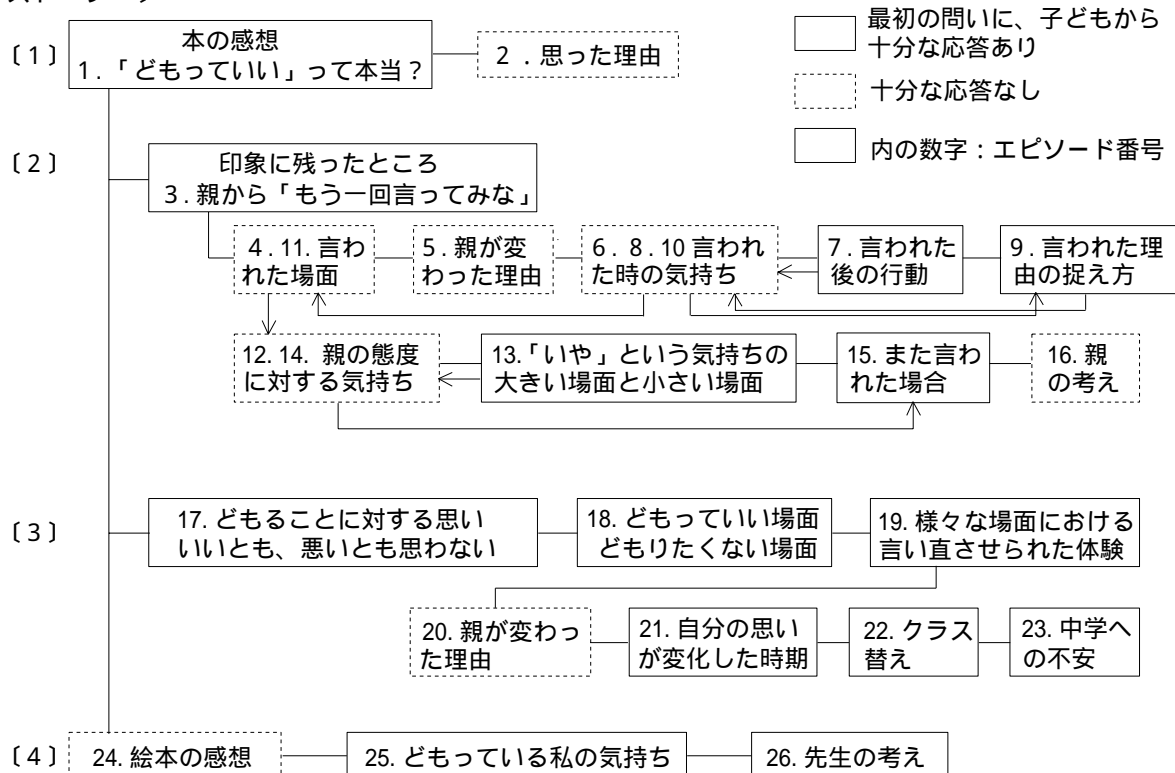 〔1〕
本の感想
1.「どもっていい」って本当?
2.思った理由
最初の問いに、子どもから
十分な応答あり
十分な応答なし
内の数字:エピソード番号
〔2〕
印象に残ったところ
3.親から「もう一回言ってみな」
4.11.言わ
れた場面
5.親が変
わった理由
6.8.10 言われ
た時の気持ち
7.言われた
後の行動
9.言われた理
由の捉え方
12.14. 親の態度
に対する気持ち
13.「いや」という気持ちの
大きい場面と小さい場面
15.また言わ
れた場合
16.親
の考え
〔3〕
17.どもることに対する思い
いいとも、悪いとも思わない
18.どもっていい場面
どもりたくない場面
19.様々な場面における
言い直させられた体験
20.親が変わっ
た理由
21.自分の思い
が変化した時期
22.クラス
替え
23.中学へ
の不安
〔4〕
24.絵本の感想
25.どもっている私の気持ち
26.先生の考え